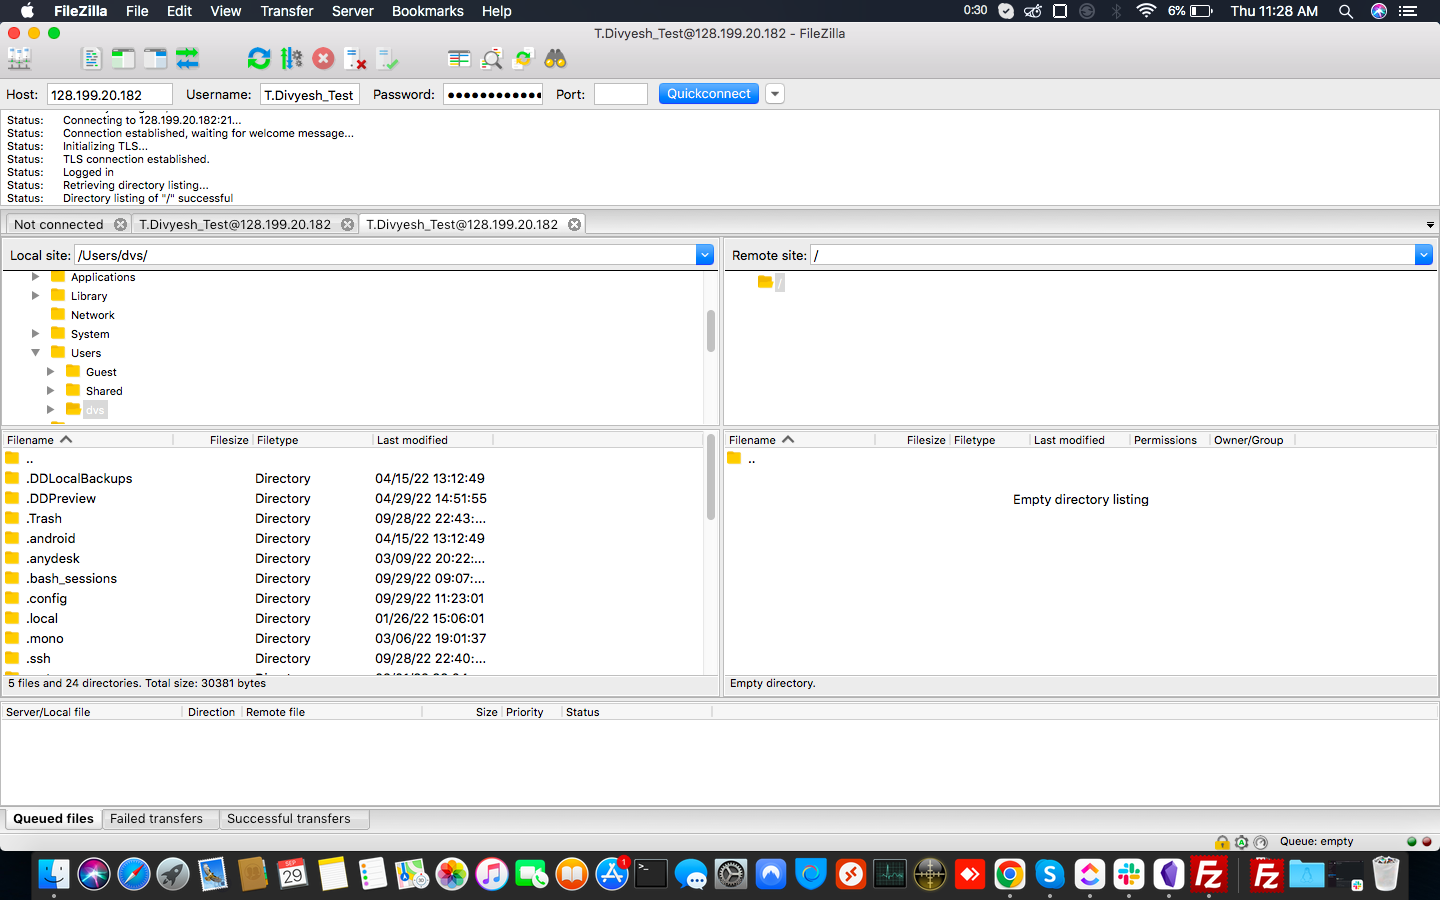 FileZilla File Edit View Transfer Server Bookmarks Help 0:30 6% Thu 11:28 AM
T.Divyesh_Test@128.199.20.182 - FileZilla
Host: 128.199.20.182 Username: T.Divyesh_Test Password: ●●●●●●●●●●●● Port: Quickconnect
Status: Connecting to 128.199.20.182:21...
Status: Connection established, waiting for welcome message...
Status: Initializing TLS...
Status: TLS connection established.
Status: Logged in
Status: Retrieving directory listing...
Status: Directory listing of "/" successful
Not connected T.Divyesh_Test@128.199.20.182 T.Divyesh_Test@128.199.20.182
Local site: /Users/dvs/
Applications
Library
Network
System
Users
Guest
Shared
dvs
Remote site: /
/
Filename Filesize Filetype Last modified
..
.DDLocalBackups Directory 04/15/22 13:12:49
.DDPreview Directory 04/29/22 14:51:55
.Trash Directory 09/28/22 22:43:...
.android Directory 04/15/22 13:12:49
.anydesk Directory 03/09/22 20:22:...
.bash_sessions Directory 09/29/22 09:07:...
.config Directory 09/29/22 11:23:01
.local Directory 01/26/22 15:06:01
.mono Directory 03/06/22 19:01:37
.ssh Directory 09/28/22 22:40:...
5 files and 24 directories. Total size: 30381 bytes
Filename Filesize Filetype Last modified Permissions Owner/Group
..
Empty directory listing
Empty directory.
Server/Local file Direction Remote file Size Priority Status
Queued files Failed transfers Successful transfers
Queue: empty
SEP
29
1